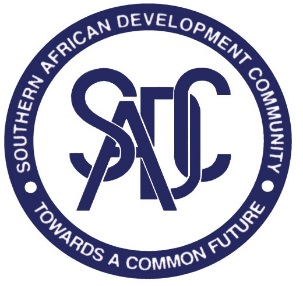 SOUTHERN AFRICAN DEVELOPMENT COMMUNITY
SADC
TOWARDS A COMMON FUTURE